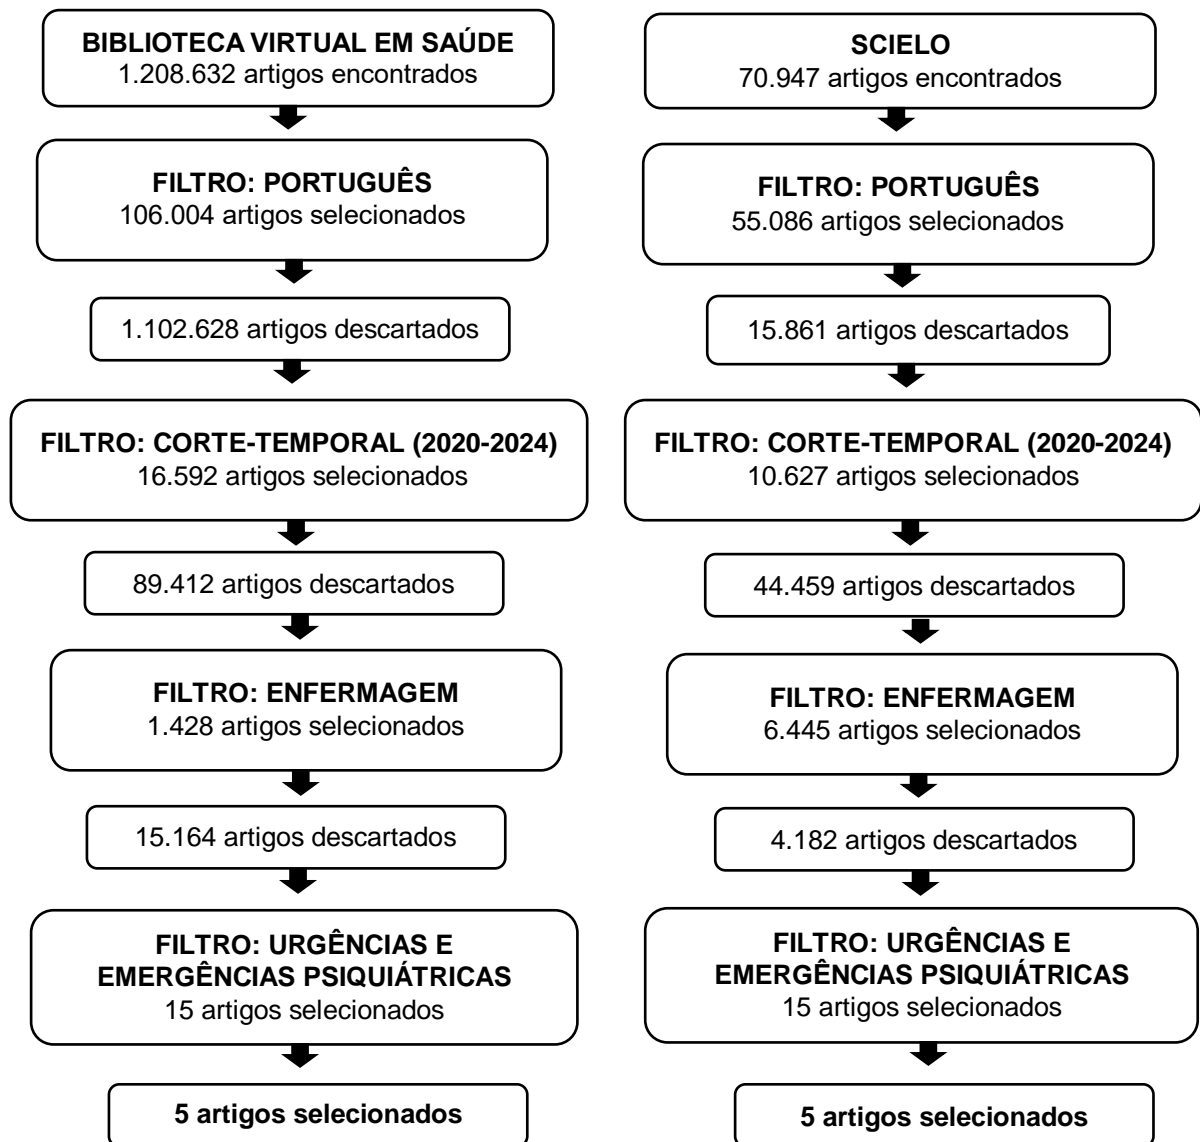 BIBLIOTECA VIRTUAL EM SAÚDE
1.208.632 artigos encontrados
FILTRO: PORTUGUÊS
106.004 artigos selecionados
1.102.628 artigos descartados
FILTRO: CORTE-TEMPORAL (2020-2024)
16.592 artigos selecionados
89.412 artigos descartados
FILTRO: ENFERMAGEM
1.428 artigos selecionados
15.164 artigos descartados
FILTRO: URGÊNCIAS E
EMERGÊNCIAS PSIQUIÁTRICAS
15 artigos selecionados
5 artigos selecionados
SCIELO
70.947 artigos encontrados
FILTRO: PORTUGUÊS
55.086 artigos selecionados
15.861 artigos descartados
FILTRO: CORTE-TEMPORAL (2020-2024)
10.627 artigos selecionados
44.459 artigos descartados
FILTRO: ENFERMAGEM
6.445 artigos selecionados
4.182 artigos descartados
FILTRO: URGÊNCIAS E
EMERGÊNCIAS PSIQUIÁTRICAS
15 artigos selecionados
5 artigos selecionados